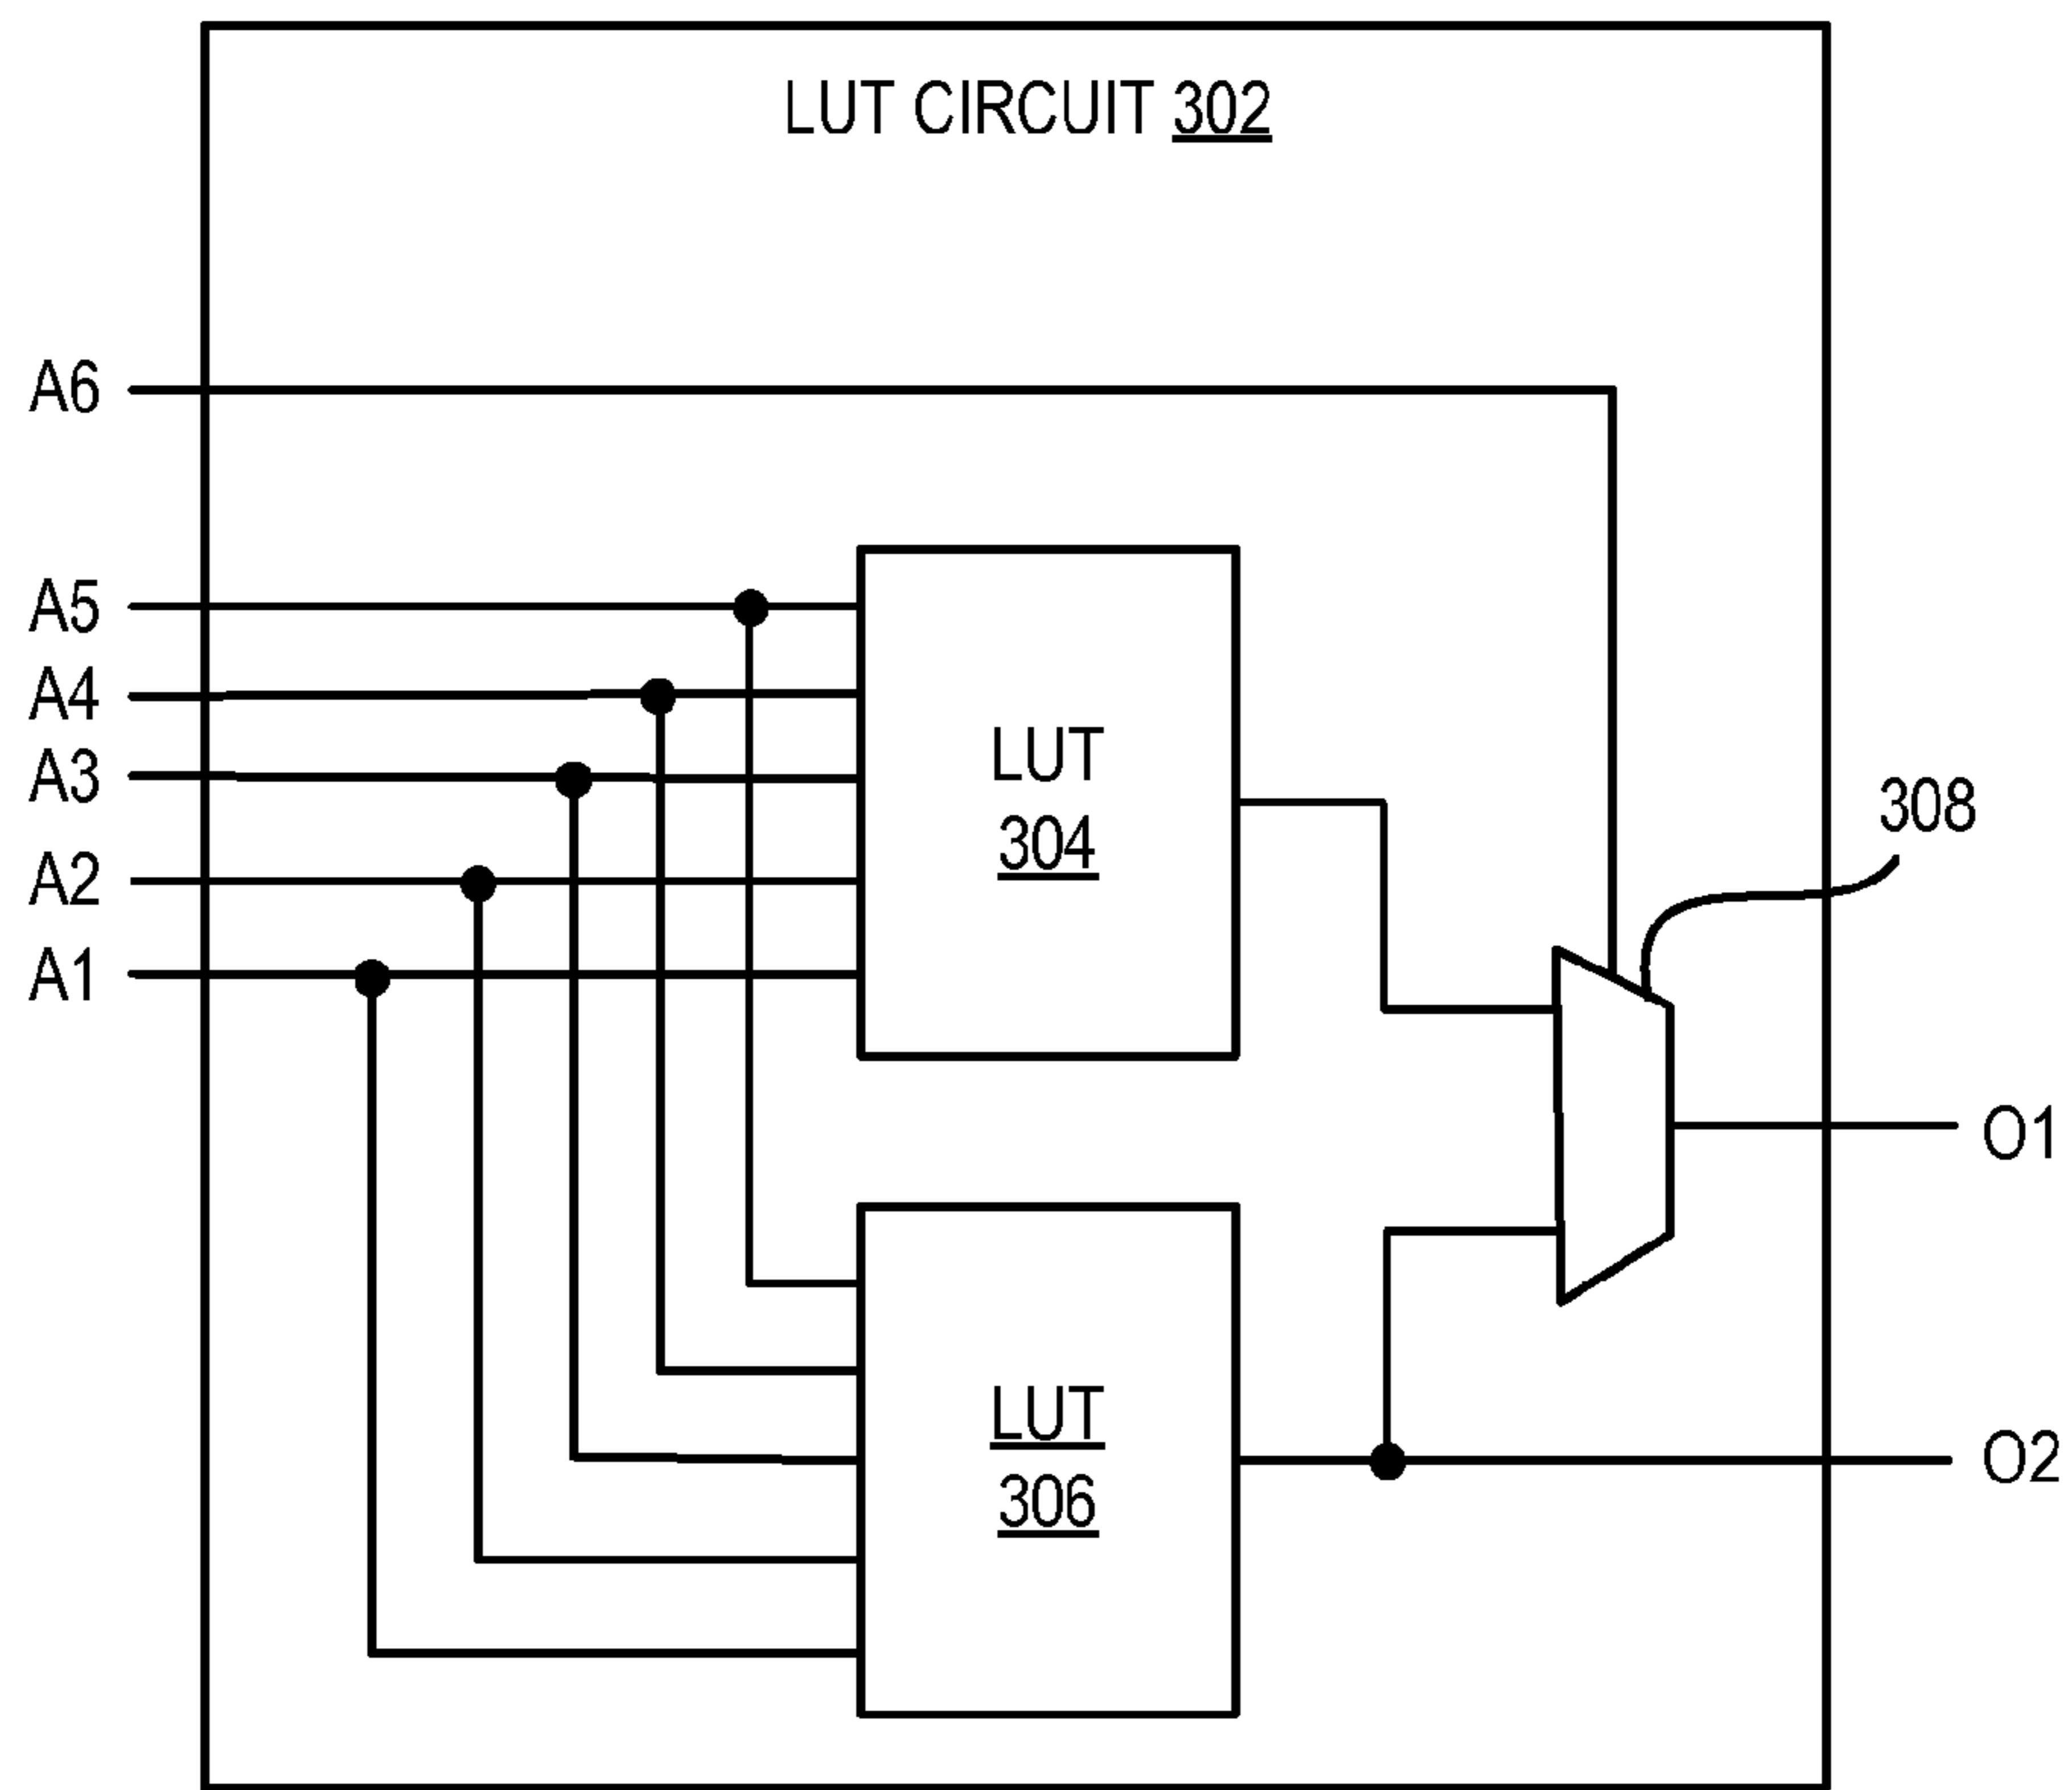 LUT CIRCUIT 302
A6
A5
A4
A3
A2
A1
LUT
304
308
O1
LUT
306
O2